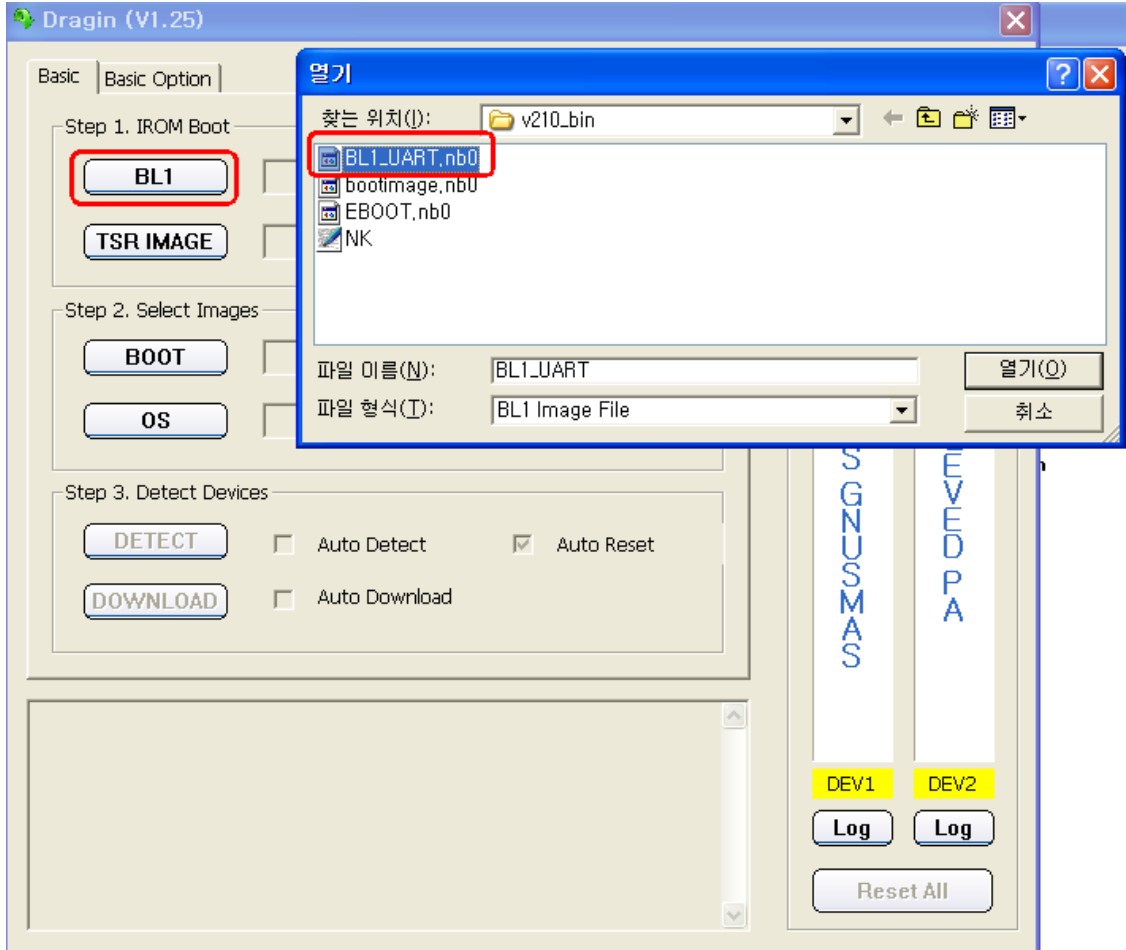 Dragin (V1.25)
Basic
Basic Option
Step 1. IROM Boot
BL1
TSR IMAGE
Step 2. Select Images
BOOT
OS
Step 3. Detect Devices
DETECT
Auto Detect
Auto Reset
DOWNLOAD
Auto Download
열기
찾는 위치(I):
v210_bin
BL1_UART.nb0
bootimage.nb0
EBOOT.nb0
NK
파일 이름(N):
BL1_UART
열기(O)
파일 형식(T):
BL1 Image File
취소
S GNUSMAS
EVED PA
DEV1
DEV2
Log
Log
Reset All